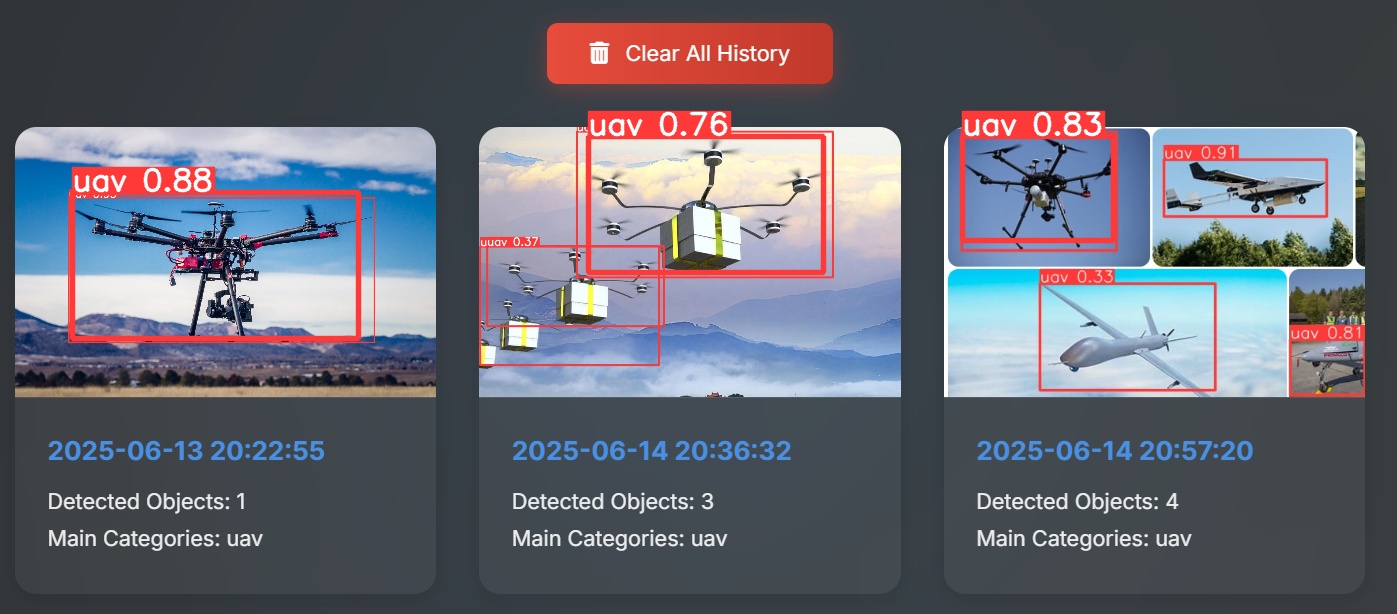 Clear All History
uav 0.88
uav 0.76
uav 0.37
uav 0.83
uav 0.91
uav 0.33
uav 0.81
2025-06-13 20:22:55
Detected Objects: 1
Main Categories: uav
2025-06-14 20:36:32
Detected Objects: 3
Main Categories: uav
2025-06-14 20:57:20
Detected Objects: 4
Main Categories: uav